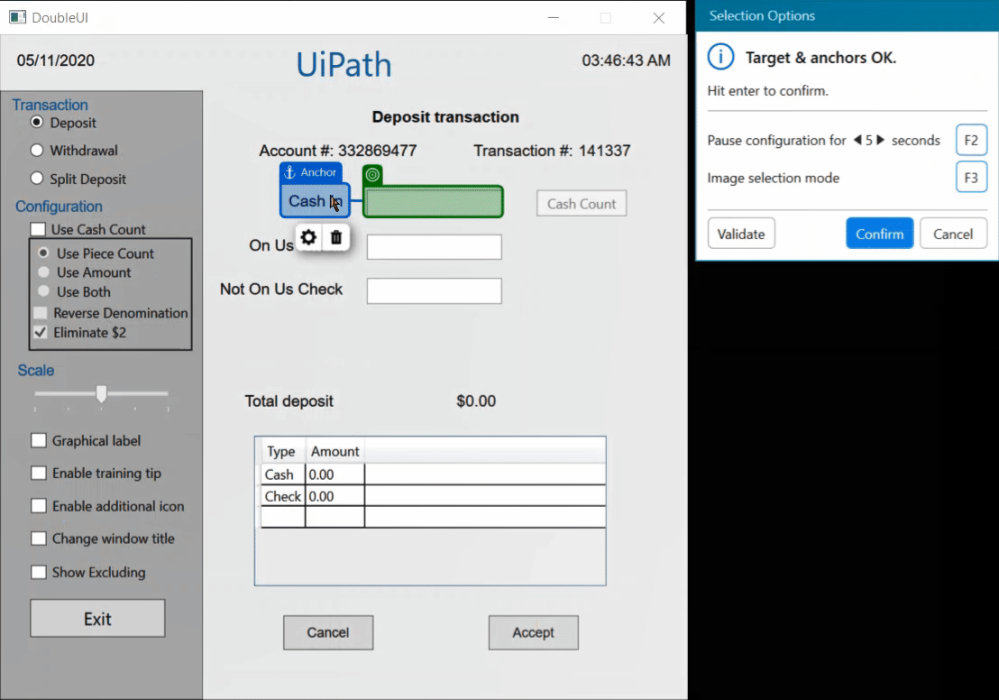 DoubleUI
05/11/2020
UiPath
03:46:43 AM
Transaction
Deposit
Withdrawal
Split Deposit
Configuration
Use Cash Count
Use Piece Count
Use Amount
Use Both
Reverse Denomination
Eliminate $2
Scale
Graphical label
Enable training tip
Enable additional icon
Change window title
Show Excluding
Exit
Deposit transaction
Account #: 332869477
Transaction #: 141337
Anchor
Cash In
Cash Count
On Us
Not On Us Check
Total deposit
$0.00
Type Amount
Cash 0.00
Check 0.00
Cancel
Accept
Selection Options
Target & anchors OK.
Hit enter to confirm.
Pause configuration for 5 seconds F2
Image selection mode F3
Validate
Confirm
Cancel